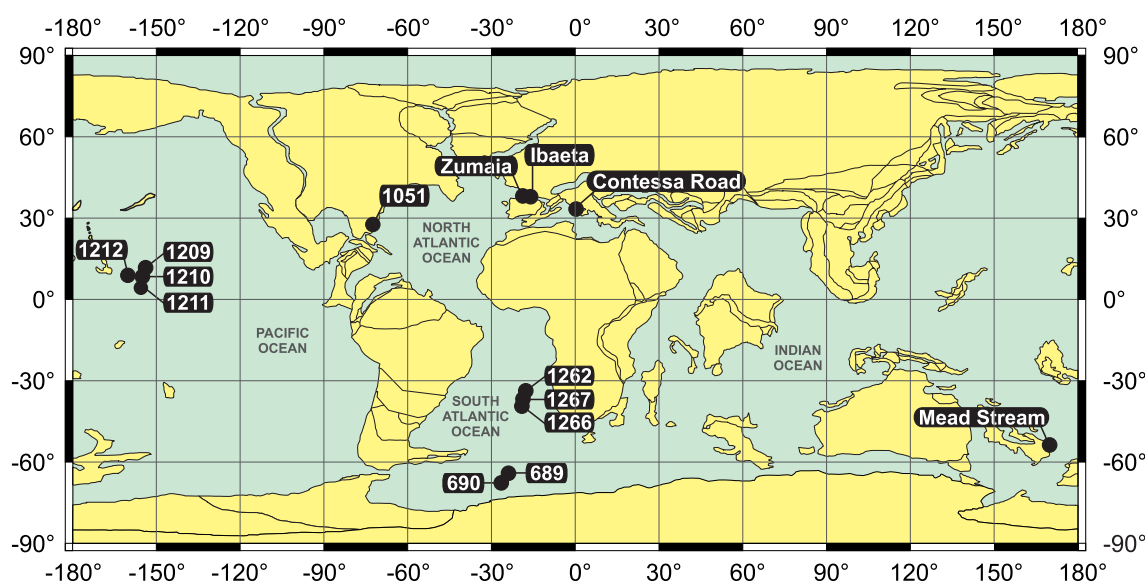 -180° -150° -120° -90° -60° -30° 0° 30° 60° 90° 120° 150° 180°
90° 90°
60° 60°
Ibaeta
Zumaia
Contessa Road
1051
30° 30°
NORTH
ATLANTIC
OCEAN
1212 1209
1210
1211
0° 0°
PACIFIC
OCEAN
INDIAN
OCEAN
1262
-30° -30°
1267
SOUTH
ATLANTIC
OCEAN
1266
Mead Stream
-60° -60°
689
690
-90° -90°
-180° -150° -120° -90° -60° -30° 0 30° 60° 90° 120° 150° 180°